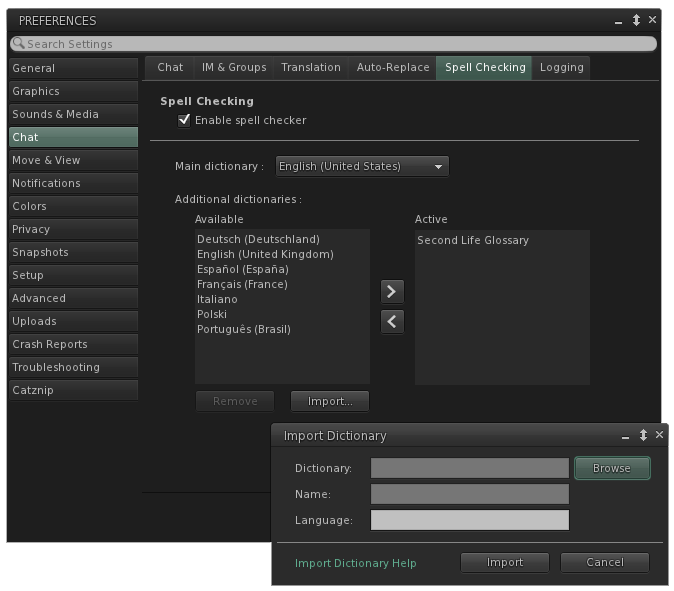 PREFERENCES
Search Settings
General
Graphics
Sounds & Media
Chat
Move & View
Notifications
Colors
Privacy
Snapshots
Setup
Advanced
Uploads
Crash Reports
Troubleshooting
Catznip
Chat IM & Groups Translation Auto-Replace Spell Checking Logging
Spell Checking
Enable spell checker
Main dictionary : English (United States)
Additional dictionaries :
Available
Deutsch (Deutschland)
English (United Kingdom)
Español (España)
Français (France)
Italiano
Polski
Português (Brasil)
Active
Second Life Glossary
Remove Import...
Import Dictionary
Dictionary: Browse
Name:
Language:
Import Dictionary Help Import Cancel